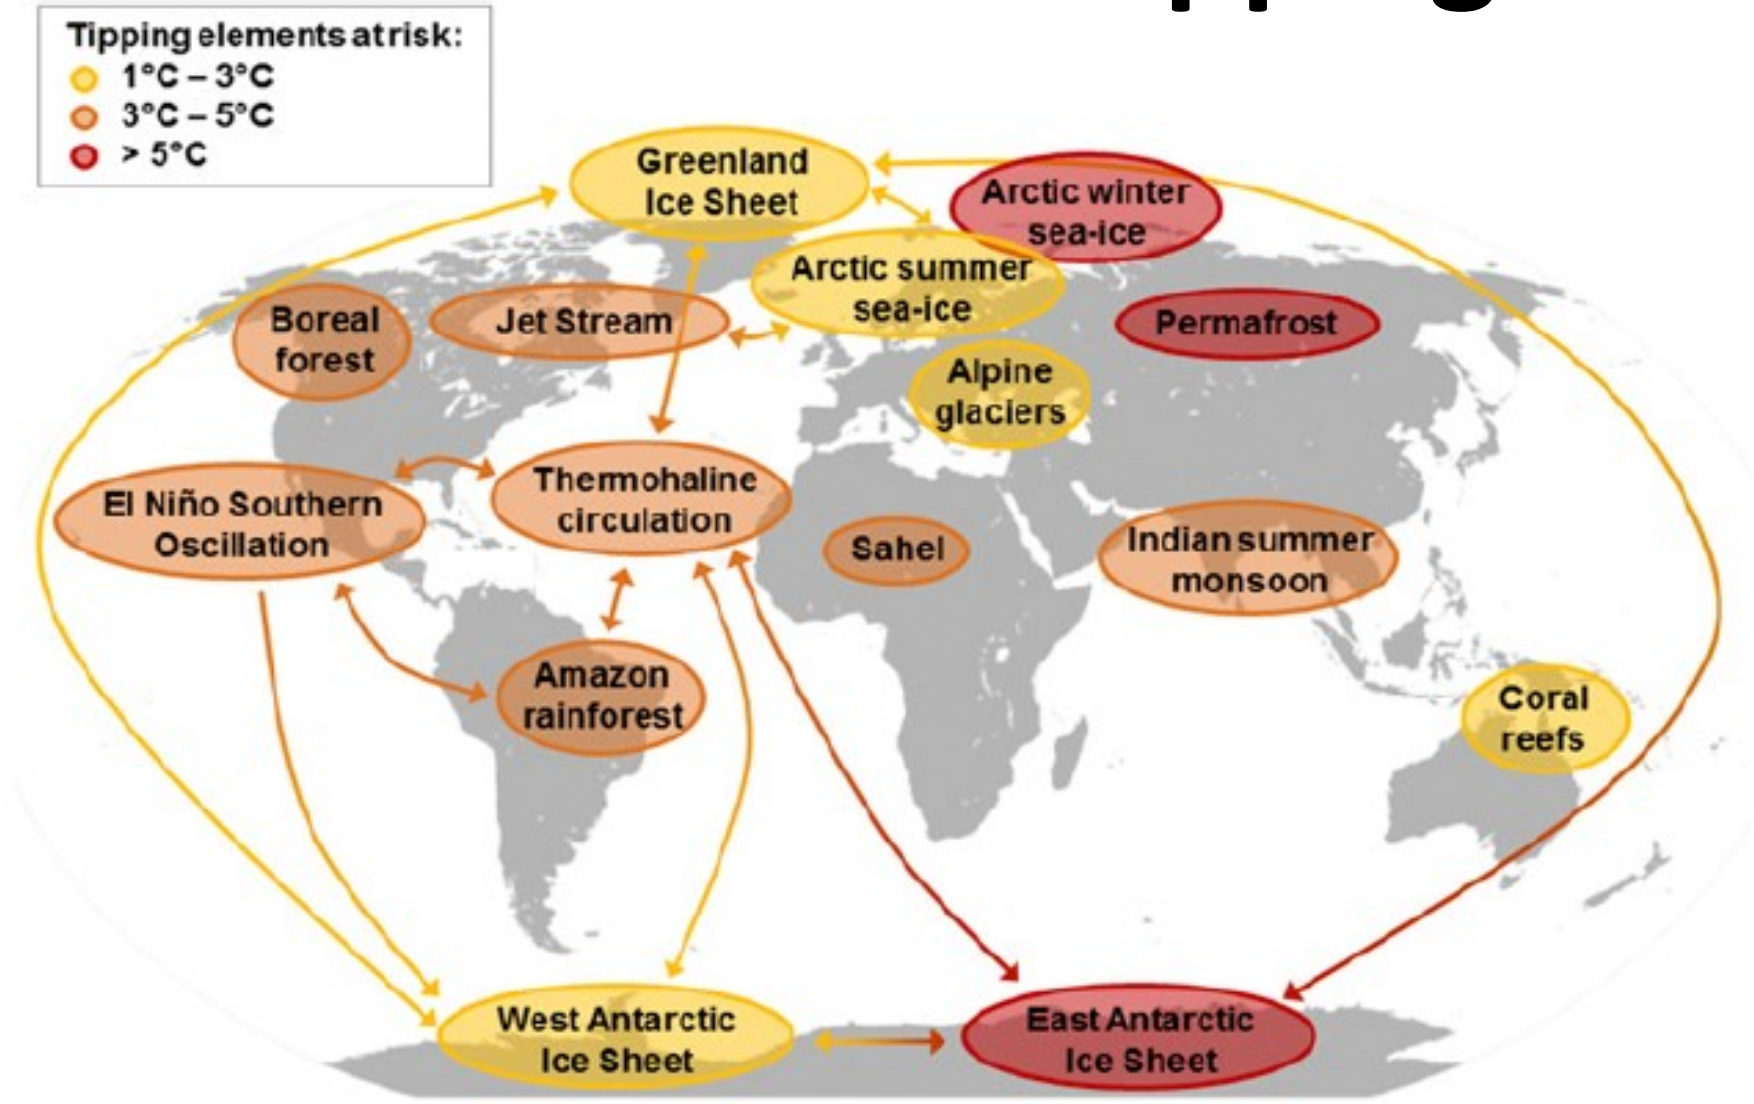 Tipping elements at risk:
1°C – 3°C
3°C – 5°C
> 5°C
Greenland
Ice Sheet
Arctic winter
sea-ice
Arctic summer
sea-ice
Boreal
forest
Jet Stream
Permafrost
Alpine
glaciers
El Niño Southern
Oscillation
Thermohaline
circulation
Sahel
Indian summer
monsoon
Amazon
rainforest
Coral
reefs
West Antarctic
Ice Sheet
East Antarctic
Ice Sheet